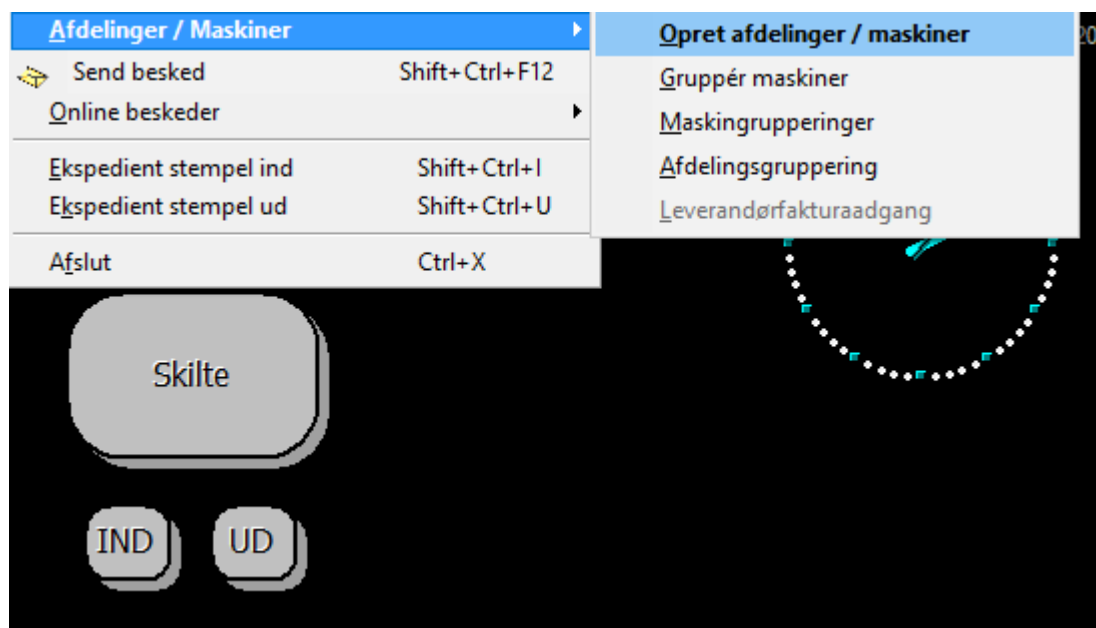 Afdelinger / Maskiner
Send besked Shift+Ctrl+F12
Online beskeder
Ekspedient stempel ind Shift+Ctrl+I
Ekspedient stempel ud Shift+Ctrl+U
Afslut Ctrl+X
Opret afdelinger / maskiner
Gruppér maskiner
Maskingrupperinger
Afdelingsgruppering
Leverandørfakturaadgang
20
Skilte
IND UD